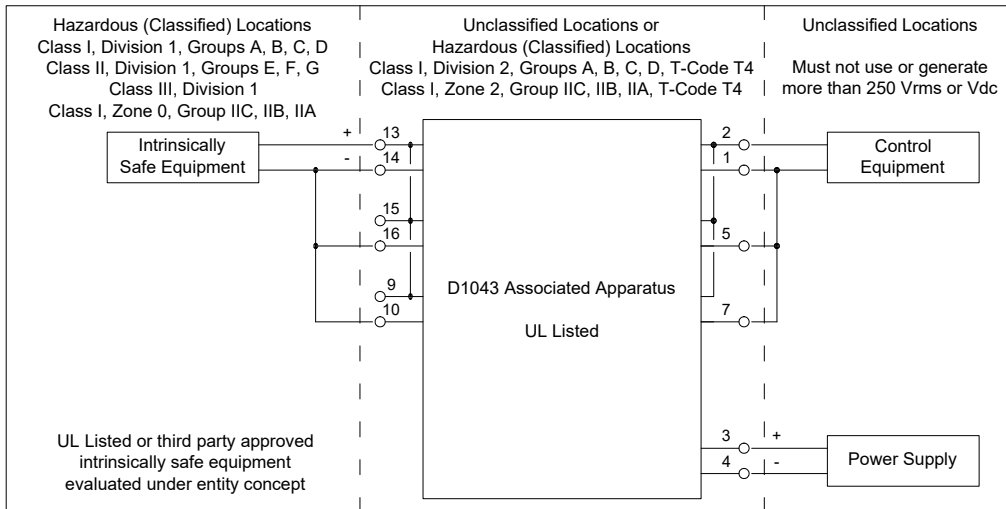 Hazardous (Classified) Locations
Class I, Division 1, Groups A, B, C, D
Class II, Division 1, Groups E, F, G
Class III, Division 1
Class I, Zone 0, Group IIC, IIB, IIA
Unclassified Locations or
Hazardous (Classified) Locations
Class I, Division 2, Groups A, B, C, D, T-Code T4
Class I, Zone 2, Group IIC, IIB, IIA, T-Code T4
Unclassified Locations
Must not use or generate
more than 250 Vrms or Vdc
Intrinsically
Safe Equipment
+
-
13
14
15
16
9
10
D1043 Associated Apparatus
UL Listed
2
1
5
7
3
4
Control
Equipment
+
-
Power Supply
UL Listed or third party approved
intrinsically safe equipment
evaluated under entity concept